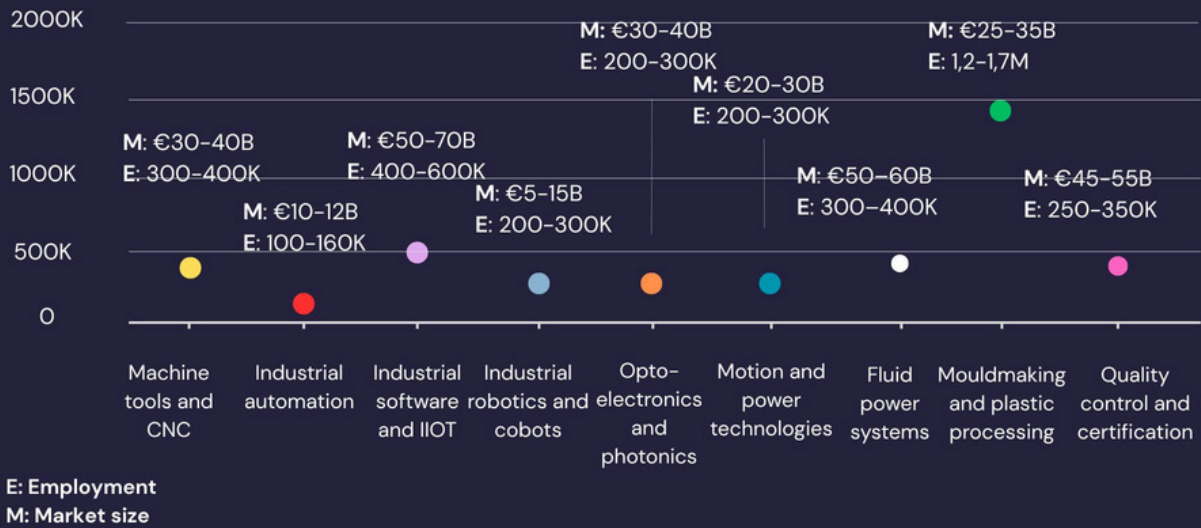 2000K
1500K
1000K
500K
0
M: €30-40B
E: 300-400K
M: €10-12B
E: 100-160K
M: €50-70B
E: 400-600K
M: €5-15B
E: 200-300K
M: €30-40B
E: 200-300K
M: €20-30B
E: 200-300K
M: €50–60B
E: 300–400K
M: €25-35B
E: 1,2-1,7M
M: €45-55B
E: 250-350K
Machine
tools and
CNC
Industrial
automation
Industrial
software
and IIOT
Industrial
robotics and
cobots
Opto-
electronics
and
photonics
Motion and
power
technologies
Fluid
power
systems
Mouldmaking
and plastic
processing
Quality
control and
certification
E: Employment
M: Market size